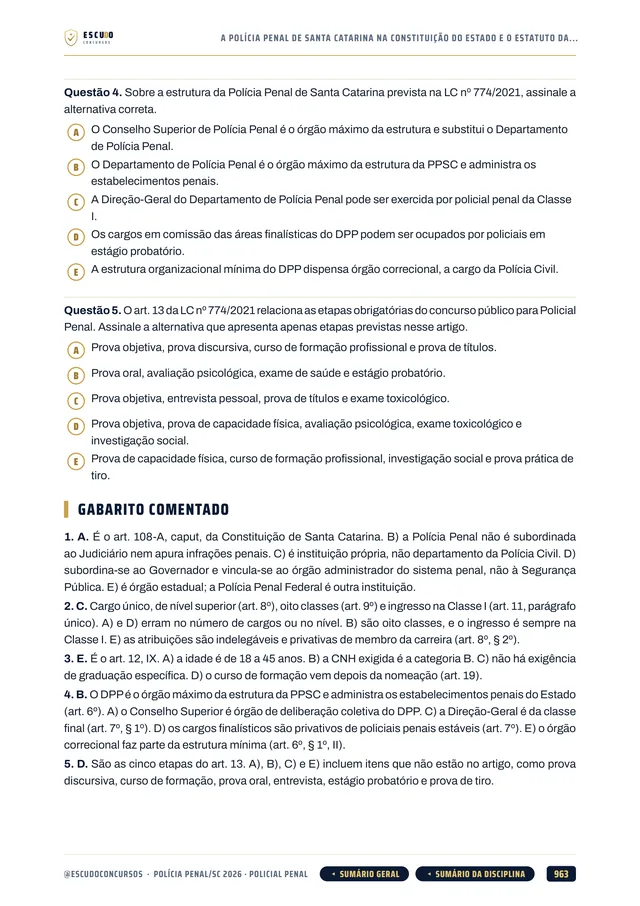 ESCUDO
CONCURSOS
A POLÍCIA PENAL DE SANTA CATARINA NA CONSTITUIÇÃO DO ESTADO E O ESTATUTO DA...
Questão 4. Sobre a estrutura da Polícia Penal de Santa Catarina prevista na LC nº 774/2021, assinale a
alternativa correta.
A O Conselho Superior de Polícia Penal é o órgão máximo da estrutura e substitui o Departamento
de Polícia Penal.
B O Departamento de Polícia Penal é o órgão máximo da estrutura da PPSC e administra os
estabelecimentos penais.
C A Direção-Geral do Departamento de Polícia Penal pode ser exercida por policial penal da Classe
I.
D Os cargos em comissão das áreas finalísticas do DPP podem ser ocupados por policiais em
estágio probatório.
E A estrutura organizacional mínima do DPP dispensa órgão correcional, a cargo da Polícia Civil.
Questão 5. O art. 13 da LC nº 774/2021 relaciona as etapas obrigatórias do concurso público para Policial
Penal. Assinale a alternativa que apresenta apenas etapas previstas nesse artigo.
A Prova objetiva, prova discursiva, curso de formação profissional e prova de títulos.
B Prova oral, avaliação psicológica, exame de saúde e estágio probatório.
C Prova objetiva, entrevista pessoal, prova de títulos e exame toxicológico.
D Prova objetiva, prova de capacidade física, avaliação psicológica, exame toxicológico e
investigação social.
E Prova de capacidade física, curso de formação profissional, investigação social e prova prática de
tiro.
GABARITO COMENTADO
1. A. É o art. 108-A, caput, da Constituição de Santa Catarina. B) a Polícia Penal não é subordinada
ao Judiciário nem apura infrações penais. C) é instituição própria, não departamento da Polícia Civil. D)
subordina-se ao Governador e vincula-se ao órgão administrador do sistema penal, não à Segurança
Pública. E) é órgão estadual; a Polícia Penal Federal é outra instituição.
2. C. Cargo único, de nível superior (art. 8º), oito classes (art. 9º) e ingresso na Classe I (art. 11, parágrafo
único). A) e D) erram no número de cargos ou no nível. B) são oito classes, e o ingresso é sempre na
Classe I. E) as atribuições são indelegáveis e privativas de membro da carreira (art. 8º, § 2º).
3. E. É o art. 12, IX. A) a idade é de 18 a 45 anos. B) a CNH exigida é a categoria B. C) não há exigência
de graduação específica. D) o curso de formação vem depois da nomeação (art. 19).
4. B. O DPP é o órgão máximo da estrutura da PPSC e administra os estabelecimentos penais do Estado
(art. 6º). A) o Conselho Superior é órgão de deliberação coletiva do DPP. C) a Direção-Geral é da classe
final (art. 7º, § 1º). D) os cargos finalísticos são privativos de policiais penais estáveis (art. 7º). E) o órgão
correcional faz parte da estrutura mínima (art. 6º, § 1º, II).
5. D. São as cinco etapas do art. 13. A), B), C) e E) incluem itens que não estão no artigo, como prova
discursiva, curso de formação, prova oral, entrevista, estágio probatório e prova de tiro.
@ESCUDOCONCURSOS · POLÍCIA PENAL/SC 2026 · POLICIAL PENAL
SUMÁRIO GERAL
SUMÁRIO DA DISCIPLINA
963